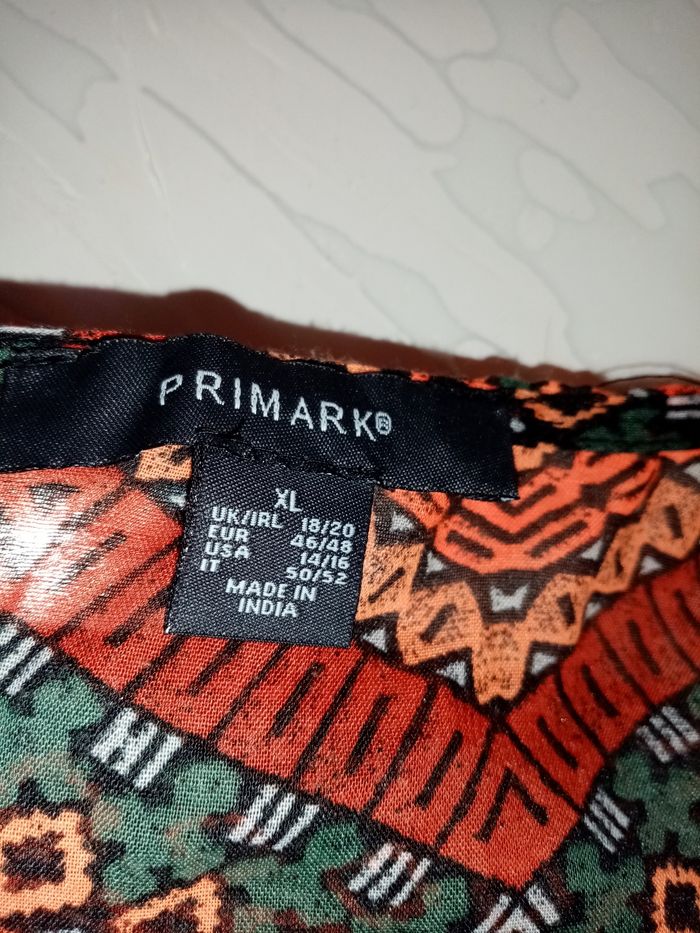 PRIMARK®
XL
UK/IRL 18/20
EUR 46/48
USA 14/16
IT 50/52
MADE IN
INDIA